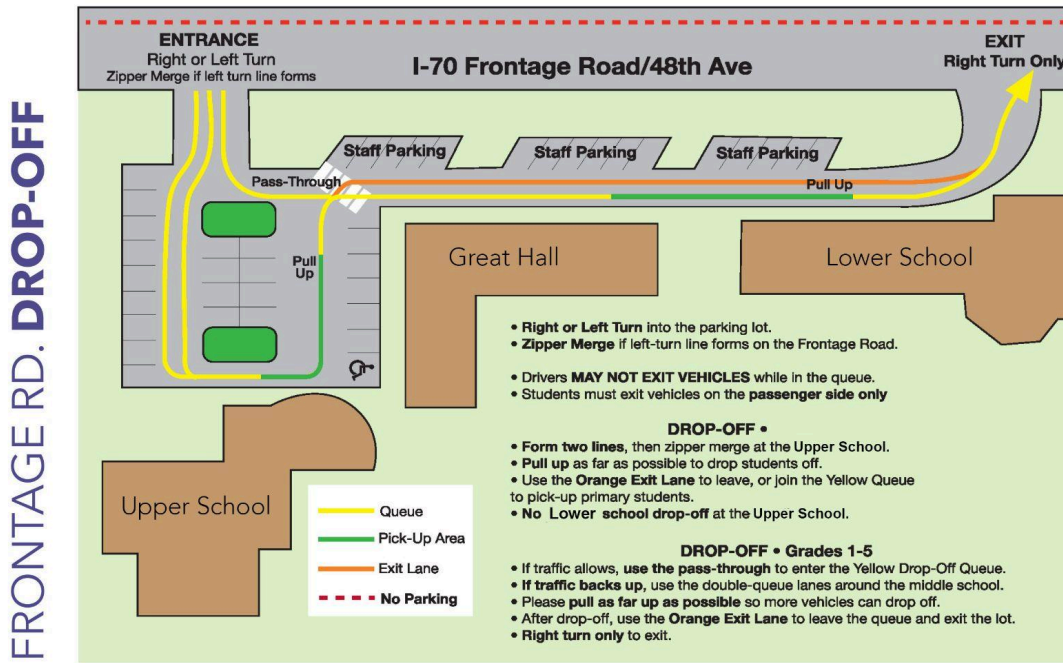 FRONTAGE RD. DROP-OFF
ENTRANCE
Right or Left Turn
Zipper Merge if left turn line forms
I-70 Frontage Road/48th Ave
EXIT
Right Turn Only
Staff Parking
Staff Parking
Staff Parking
Pass-Through
Pull Up
Pull
Up
Great Hall
Lower School
Upper School
• Right or Left Turn into the parking lot.
• Zipper Merge if left-turn line forms on the Frontage Road.
• Drivers MAY NOT EXIT VEHICLES while in the queue.
• Students must exit vehicles on the passenger side only
DROP-OFF •
• Form two lines, then zipper merge at the Upper School.
• Pull up as far as possible to drop students off.
• Use the Orange Exit Lane to leave, or join the Yellow Queue
to pick-up primary students.
• No Lower school drop-off at the Upper School.
DROP-OFF • Grades 1-5
• If traffic allows, use the pass-through to enter the Yellow Drop-Off Queue.
• If traffic backs up, use the double-queue lanes around the middle school.
• Please pull as far up as possible so more vehicles can drop off.
• After drop-off, use the Orange Exit Lane to leave the queue and exit the lot.
• Right turn only to exit.
Queue
Pick-Up Area
Exit Lane
No Parking